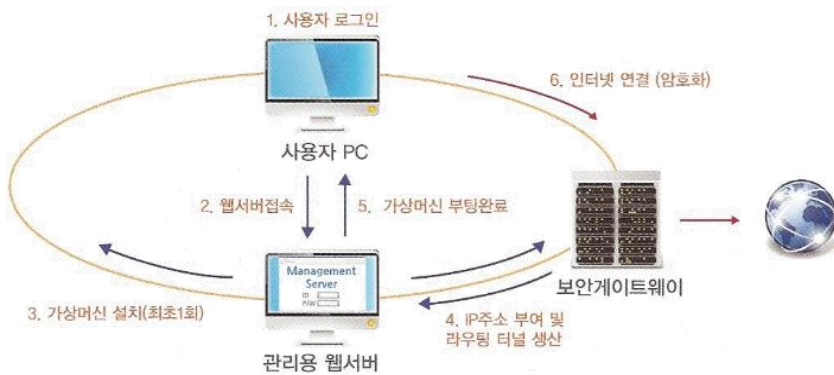 1. 사용자 로그인
6. 인터넷 연결 (암호화)
사용자 PC
2. 웹서버접속
5. 가상머신 부팅완료
Management
Server
ID
P/W
보안게이트웨이
3. 가상머신 설치(최초1회)
4. IP주소 부여 및
라우팅 터널 생산
관리용 웹서버